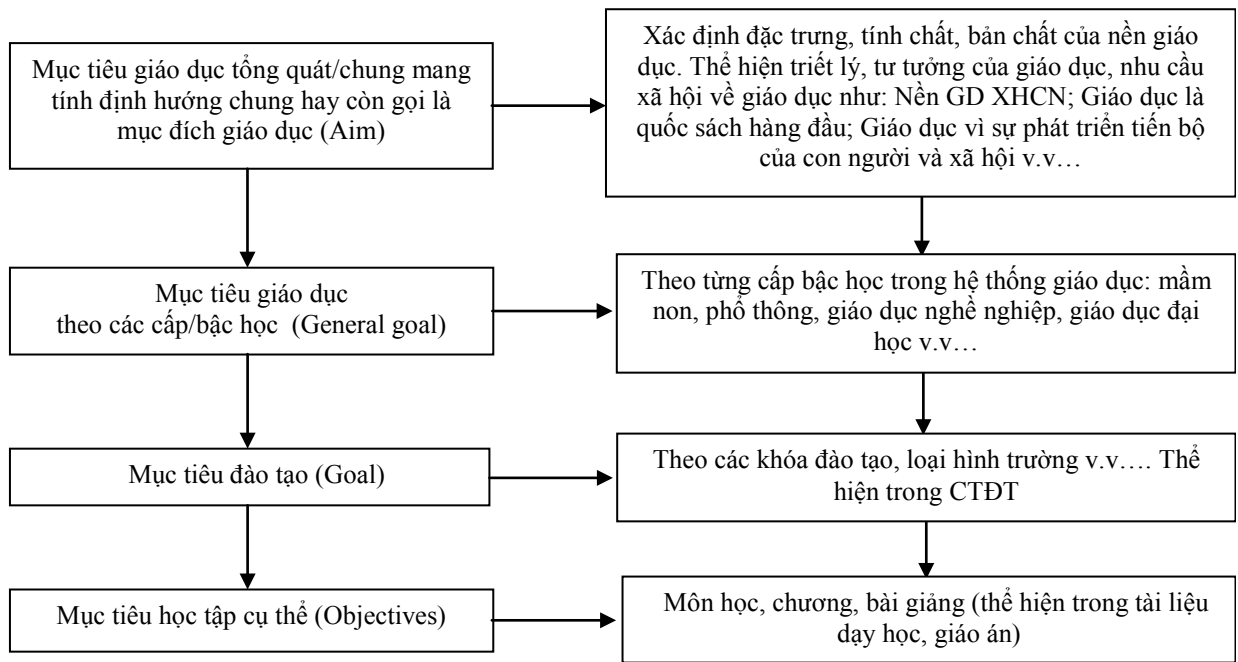 Mục tiêu giáo dục tổng quát/chung mang
tính định hướng chung hay còn gọi là
mục đích giáo dục (Aim)
Xác định đặc trưng, tính chất, bản chất của nền giáo
dục. Thể hiện triết lý, tư tưởng của giáo dục, nhu cầu
xã hội về giáo dục như: Nền GD XHCN; Giáo dục là
quốc sách hàng đầu; Giáo dục vì sự phát triển tiến bộ
của con người và xã hội v.v…
Mục tiêu giáo dục
theo các cấp/bậc học (General goal)
Theo từng cấp bậc học trong hệ thống giáo dục: mầm
non, phổ thông, giáo dục nghề nghiệp, giáo dục đại
học v.v…
Mục tiêu đào tạo (Goal)
Theo các khóa đào tạo, loại hình trường v.v…. Thể
hiện trong CTĐT
Mục tiêu học tập cụ thể (Objectives)
Môn học, chương, bài giảng (thể hiện trong tài liệu
dạy học, giáo án)